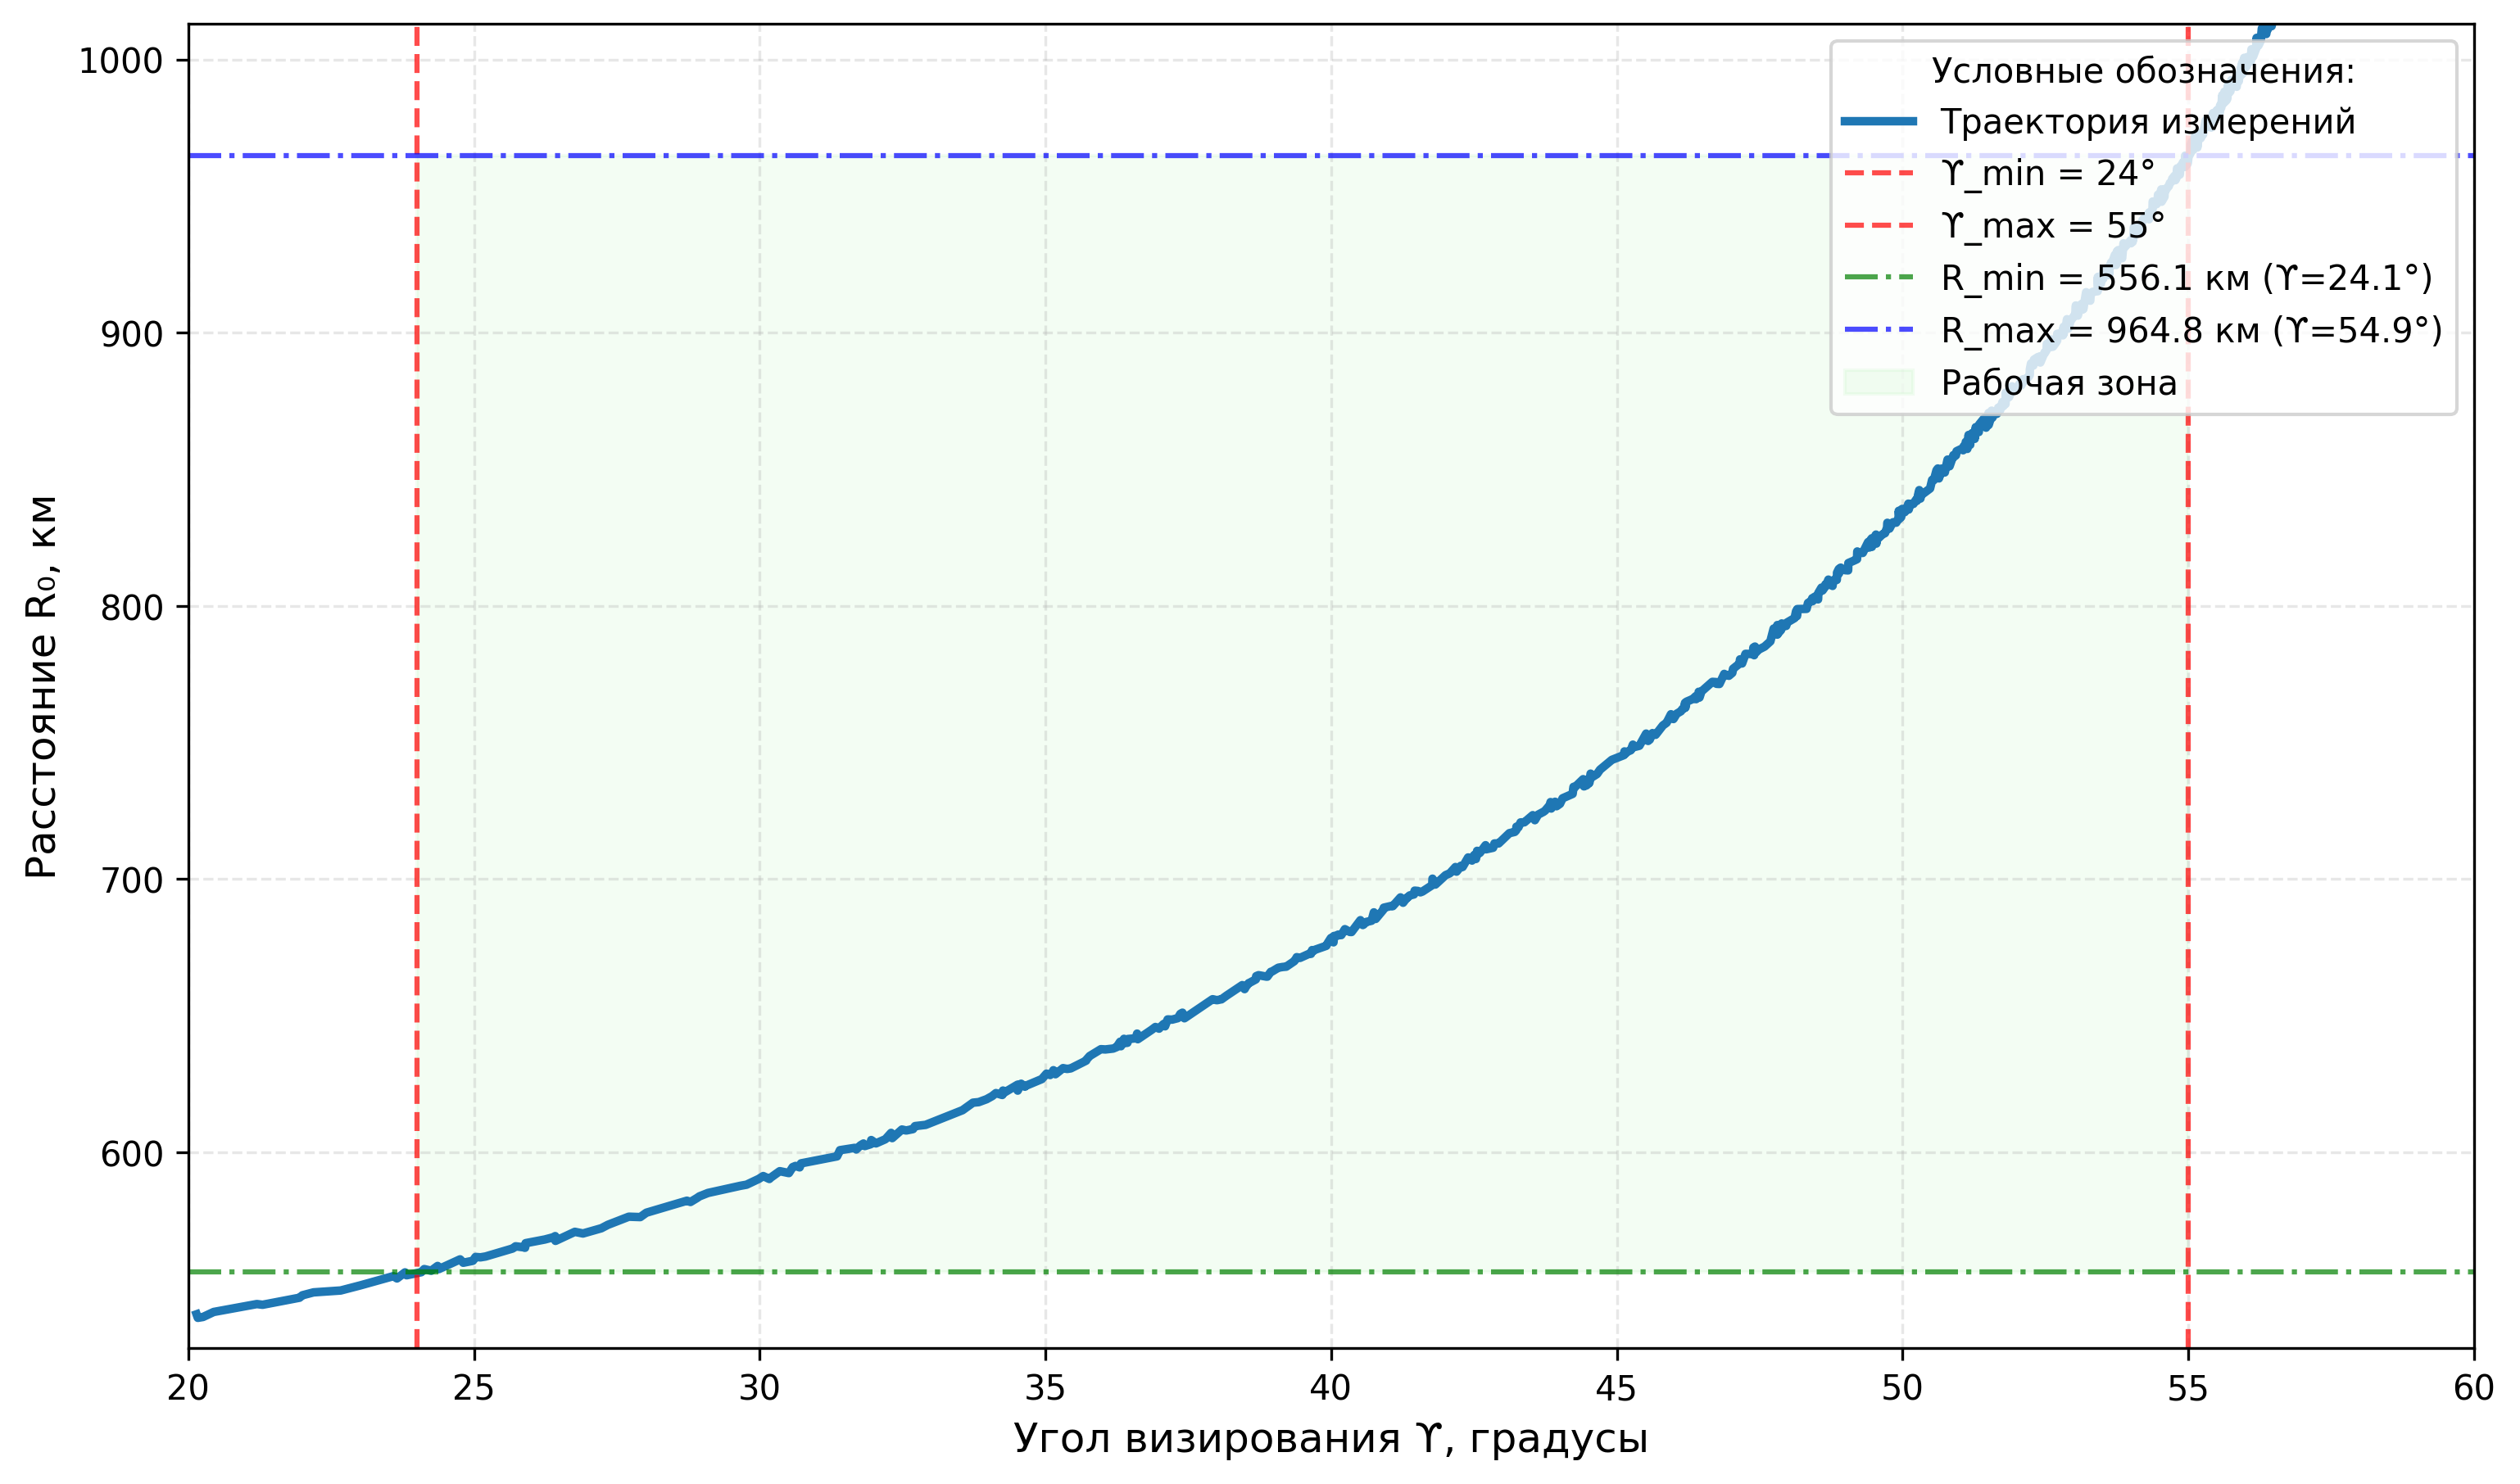 Расстояние R₀, км
1000
900
800
700
600
20 25 30 35 40 45 50 55 60
Угол визирования ϒ, градусы
Условные обозначения:
Траектория измерений
ϒ_min = 24°
ϒ_max = 55°
R_min = 556.1 км (ϒ=24.1°)
R_max = 964.8 км (ϒ=54.9°)
Рабочая зона